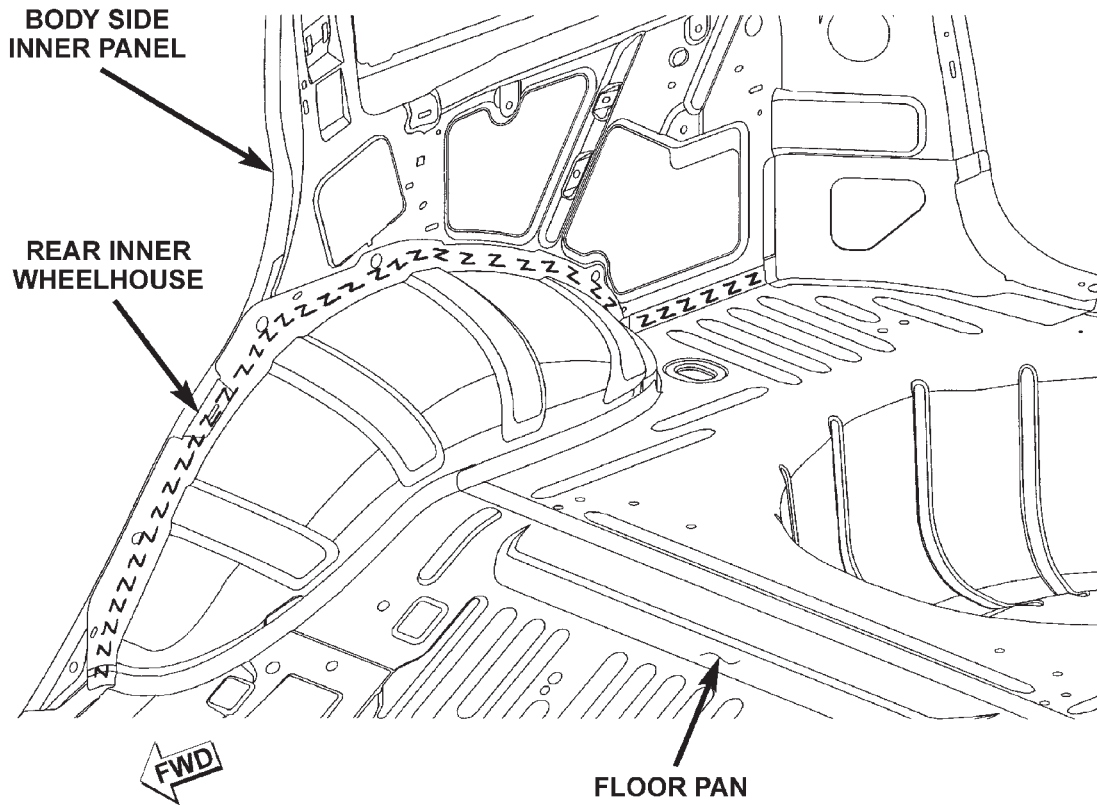 BODY SIDE
INNER PANEL
REAR INNER
WHEELHOUSE
FWD
FLOOR PAN